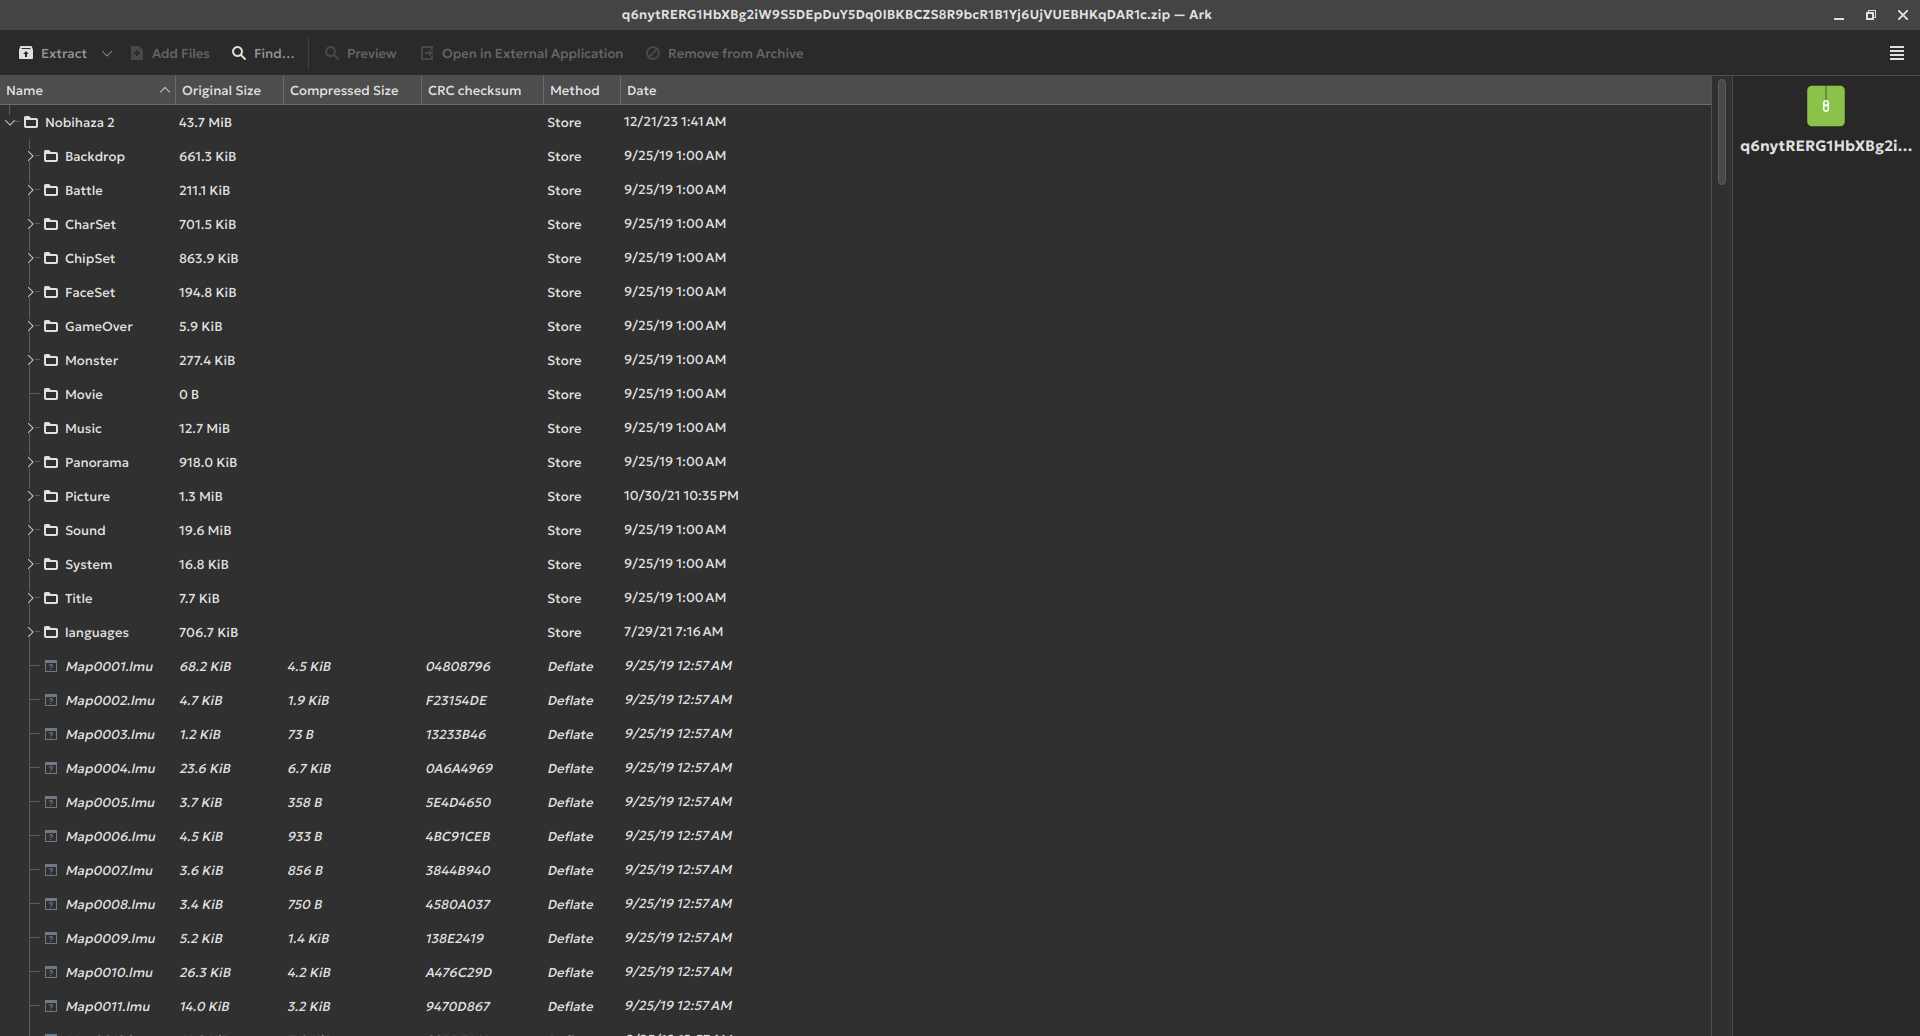 q6nytRERG1HbXBg2iW9S5DEpDuY5Dq0IBKBCZS8R9bcR1B1Yj6UjVUEBHKqDAR1c.zip — Ark
Extract Add Files Find... Preview Open in External Application Remove from Archive
Name Original Size Compressed Size CRC checksum Method Date
Nobihaza 2 43.7 MiB Store 12/21/23 1:41 AM
q6nytRERG1HbXBg2i...
Backdrop 661.3 KiB Store 9/25/19 1:00 AM
Battle 211.1 KiB Store 9/25/19 1:00 AM
CharSet 701.5 KiB Store 9/25/19 1:00 AM
ChipSet 863.9 KiB Store 9/25/19 1:00 AM
FaceSet 194.8 KiB Store 9/25/19 1:00 AM
GameOver 5.9 KiB Store 9/25/19 1:00 AM
Monster 277.4 KiB Store 9/25/19 1:00 AM
Movie 0 B Store 9/25/19 1:00 AM
Music 12.7 MiB Store 9/25/19 1:00 AM
Panorama 918.0 KiB Store 9/25/19 1:00 AM
Picture 1.3 MiB Store 10/30/21 10:35 PM
Sound 19.6 MiB Store 9/25/19 1:00 AM
System 16.8 KiB Store 9/25/19 1:00 AM
Title 7.7 KiB Store 9/25/19 1:00 AM
languages 706.7 KiB Store 7/29/21 7:16 AM
Map0001.lmu 68.2 KiB 4.5 KiB 04808796 Deflate 9/25/19 12:57 AM
Map0002.lmu 4.7 KiB 1.9 KiB F23154DE Deflate 9/25/19 12:57 AM
Map0003.lmu 1.2 KiB 73 B 13233B46 Deflate 9/25/19 12:57 AM
Map0004.lmu 23.6 KiB 6.7 KiB 0A6A4969 Deflate 9/25/19 12:57 AM
Map0005.lmu 3.7 KiB 358 B 5E4D4650 Deflate 9/25/19 12:57 AM
Map0006.lmu 4.5 KiB 933 B 4BC91CEB Deflate 9/25/19 12:57 AM
Map0007.lmu 3.6 KiB 856 B 3844B940 Deflate 9/25/19 12:57 AM
Map0008.lmu 3.4 KiB 750 B 4580A037 Deflate 9/25/19 12:57 AM
Map0009.lmu 5.2 KiB 1.4 KiB 138E2419 Deflate 9/25/19 12:57 AM
Map0010.lmu 26.3 KiB 4.2 KiB A476C29D Deflate 9/25/19 12:57 AM
Map0011.lmu 14.0 KiB 3.2 KiB 9470D867 Deflate 9/25/19 12:57 AM